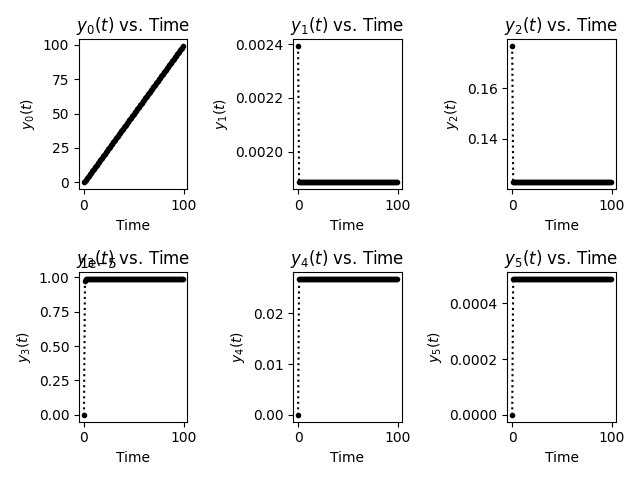 y₀(t) vs. Time
y₁(t) vs. Time
y₂(t) vs. Time
100
75
50
25
0
y₀(t)
0 100
Time
0.0024
0.0022
0.0020
y₁(t)
0 100
Time
0.16
0.14
y₂(t)
0 100
Time
y₃(t) vs. Time
1e−5
y₄(t) vs. Time
y₅(t) vs. Time
1.00
0.75
0.50
0.25
0.00
y₃(t)
0 100
Time
0.02
0.01
0.00
y₄(t)
0 100
Time
0.0004
0.0002
0.0000
y₅(t)
0 100
Time